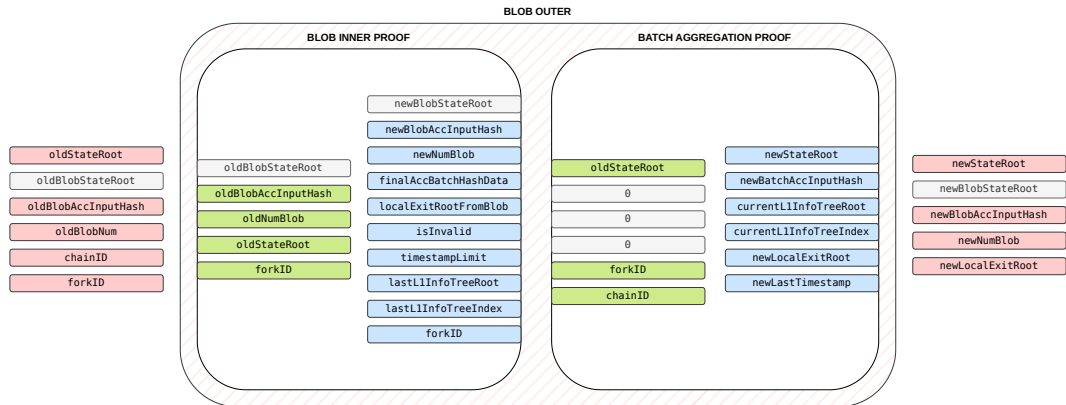 BLOB OUTER
BLOB INNER PROOF
BATCH AGGREGATION PROOF
oldStateRoot
oldBlobStateRoot
oldBlobAccInputHash
oldBlobNum
chainID
forkID
oldBlobStateRoot
oldBlobAccInputHash
oldNumBlob
oldStateRoot
forkID
newBlobStateRoot
newBlobAccInputHash
newNumBlob
finalAccBatchHashData
localExitRootFromBlob
isInvalid
timestampLimit
lastL1InfoTreeRoot
lastL1InfoTreeIndex
forkID
oldStateRoot
0
0
0
forkID
chainID
newStateRoot
newBatchAccInputHash
currentL1InfoTreeRoot
currentL1InfoTreeIndex
newLocalExitRoot
newLastTimestamp
newStateRoot
newBlobStateRoot
newBlobAccInputHash
newNumBlob
newLocalExitRoot